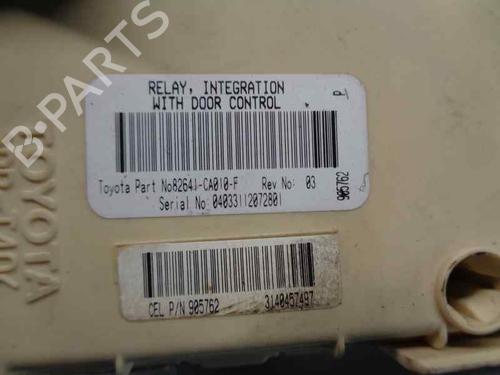 RELAY, INTEGRATION
WITH DOOR CONTROL
Toyota Part No82641-CA010-F Rev No: 03
Serial No: 04033112072801
905762
CEL P/N 905762 3140457497
TOYOTA
B-PARTS